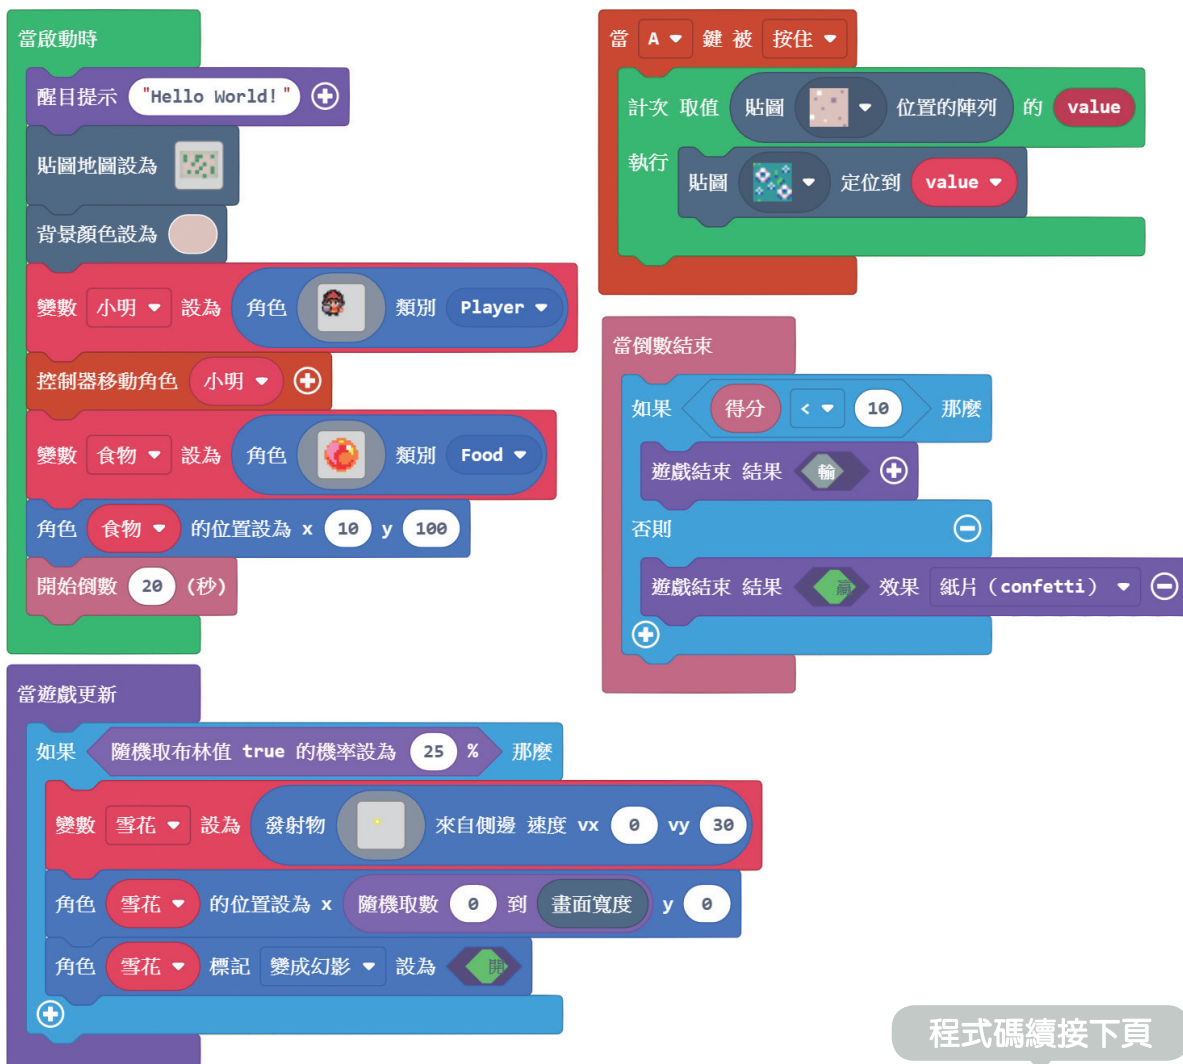 當啟動時
醒目提示 "Hello World!"
貼圖地圖設為
背景顏色設為
變數 小明 設為 角色 類別 Player
控制器移動角色 小明
變數 食物 設為 角色 類別 Food
角色 食物 的位置設為 x 10 y 100
開始倒數 20 (秒)
當 A 鍵 被 按住
計次 取值 貼圖 位置的陣列 的 value
執行
貼圖 定位到 value
當倒數結束
如果 得分 < 10 那麼
遊戲結束 結果 輸
否則
遊戲結束 結果 贏 效果 紙片 (confetti)
當遊戲更新
如果 隨機取布林值 true 的機率設為 25 % 那麼
變數 雪花 設為 發射物 來自側邊 速度 vx 0 vy 30
角色 雪花 的位置設為 x 隨機取數 0 到 畫面寬度 y 0
角色 雪花 標記 變成幻影 設為 開
程式碼續接下頁